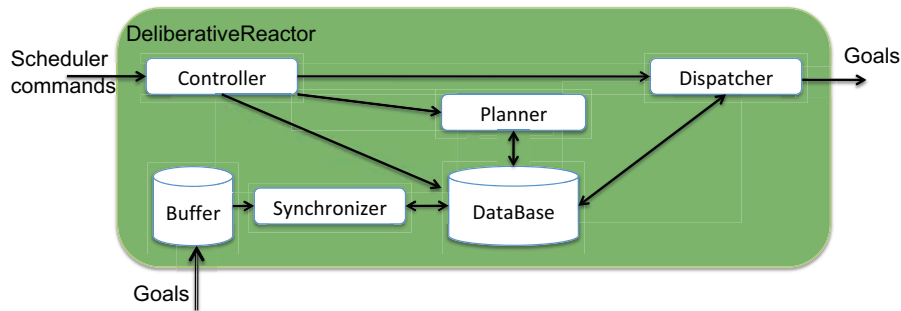 DeliberativeReactor
Scheduler
commands
Controller
Dispatcher
Goals
Planner
Buffer
Synchronizer
DataBase
Goals